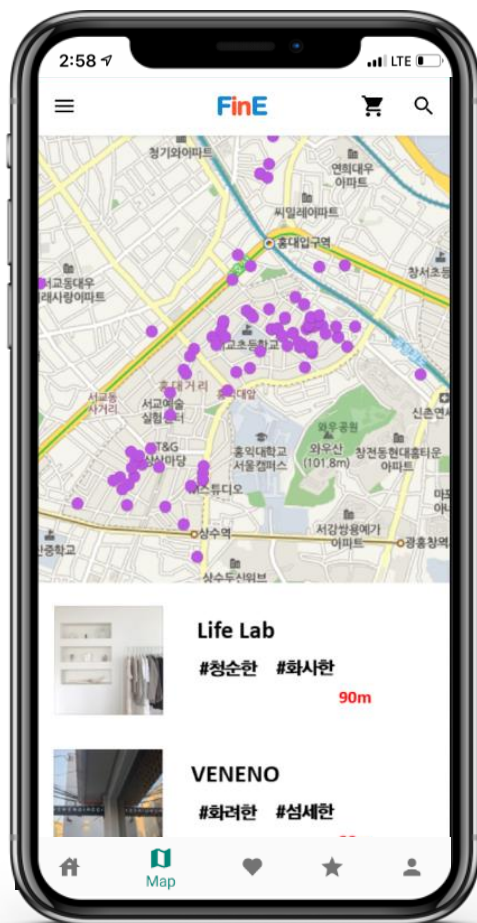 2:58
LTE
FinE
청기와아파트
연희대우
아파트
씨밀레아파트
홍대입구역
서교동대우
래사랑아파트
창서초등
서교초등학교
홍대거리
서교동
사거리
서교예술
실험센터
신촌연세
와우공원
와우산
(101.8m)
홍익대학교
서울캠퍼스
창전동현대홈타운
아파트
T&G
상상마당
스튜디오
상수역
서강쌍용예가
아파트
광흥창역
중학교
상수두산위브
Life Lab
#청순한 #화사한
90m
VENENO
#화려한 #섬세한
Map